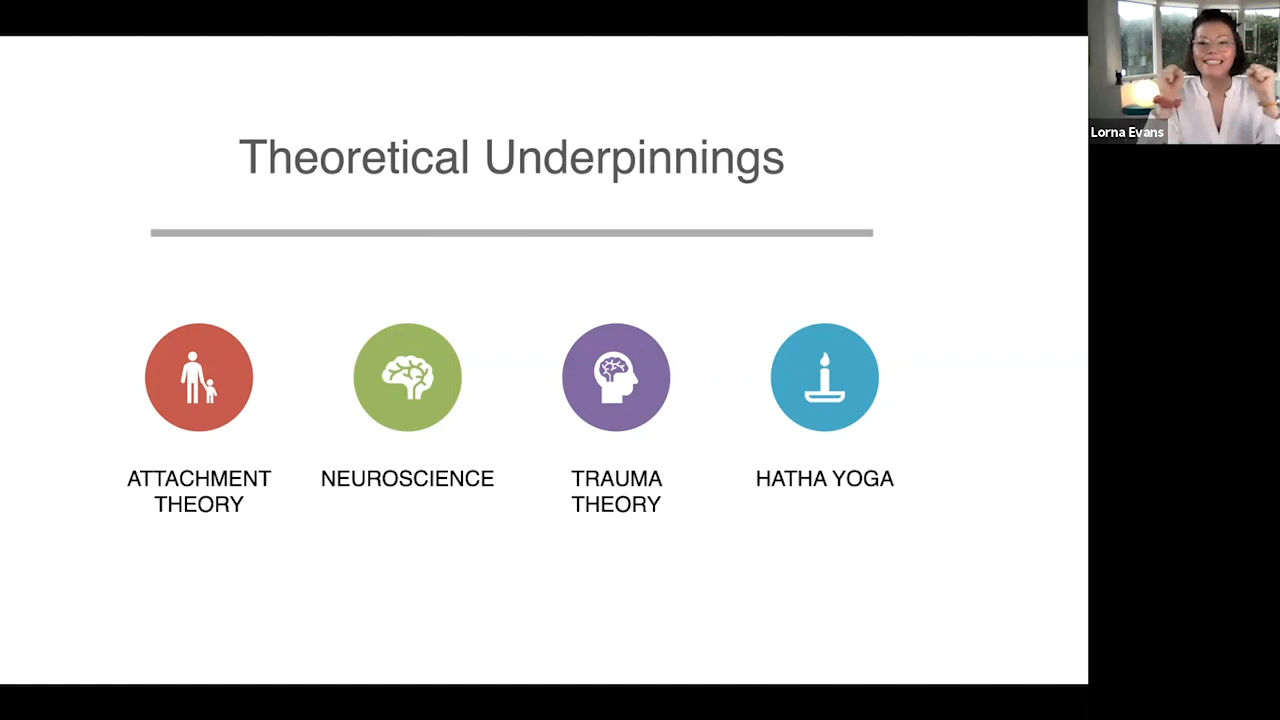 Theoretical Underpinnings
ATTACHMENT
THEORY
NEUROSCIENCE
TRAUMA
THEORY
HATHA YOGA
Lorna Evans